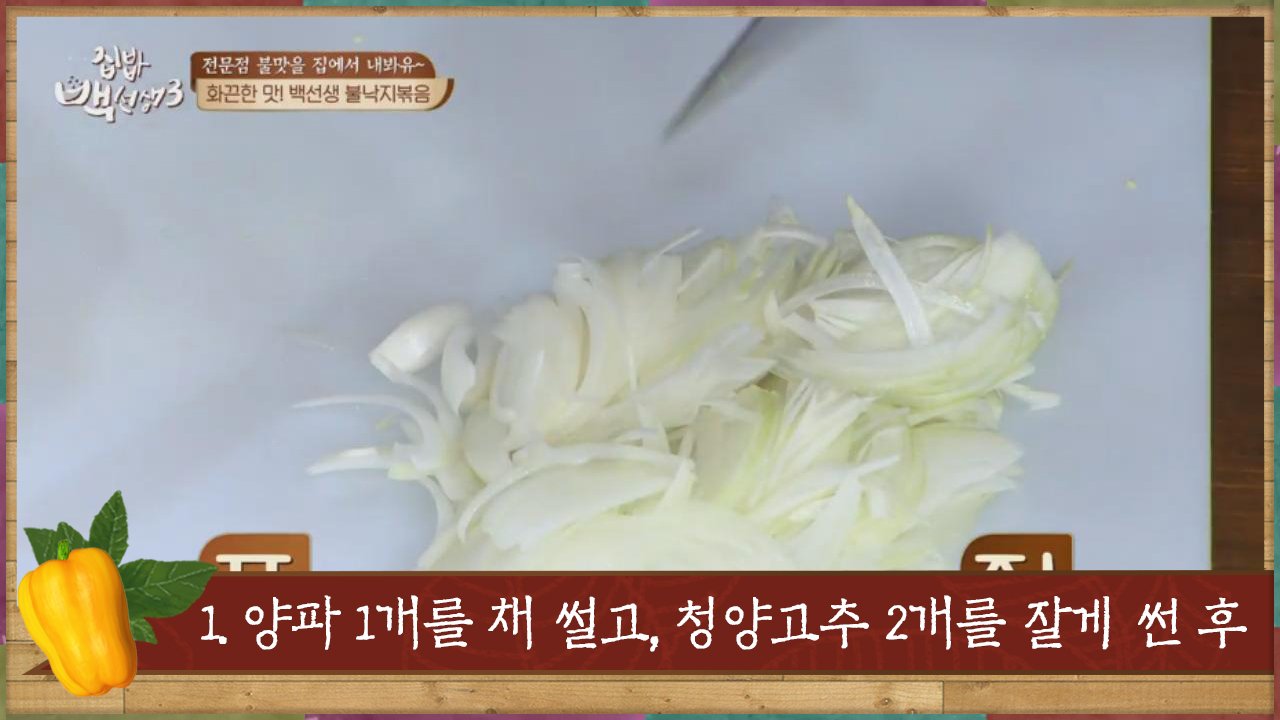 집밥
백선생3
전문점 불맛을 집에서 내봐유~
화끈한 맛! 백선생 불낙지볶음
1. 양파 1개를 채 썰고, 청양고추 2개를 잘게 썬 후